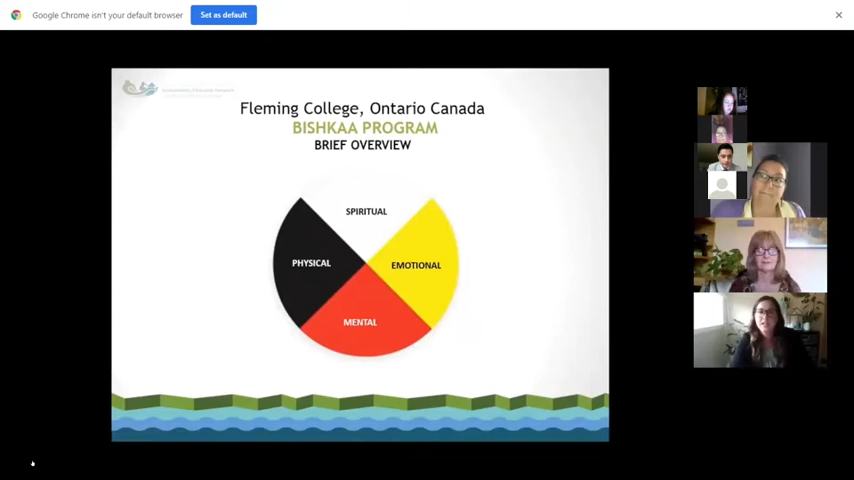 Google Chrome isn't your default browser
Set as default
Fleming College, Ontario Canada
BISHKAA PROGRAM
BRIEF OVERVIEW
SPIRITUAL
PHYSICAL
EMOTIONAL
MENTAL